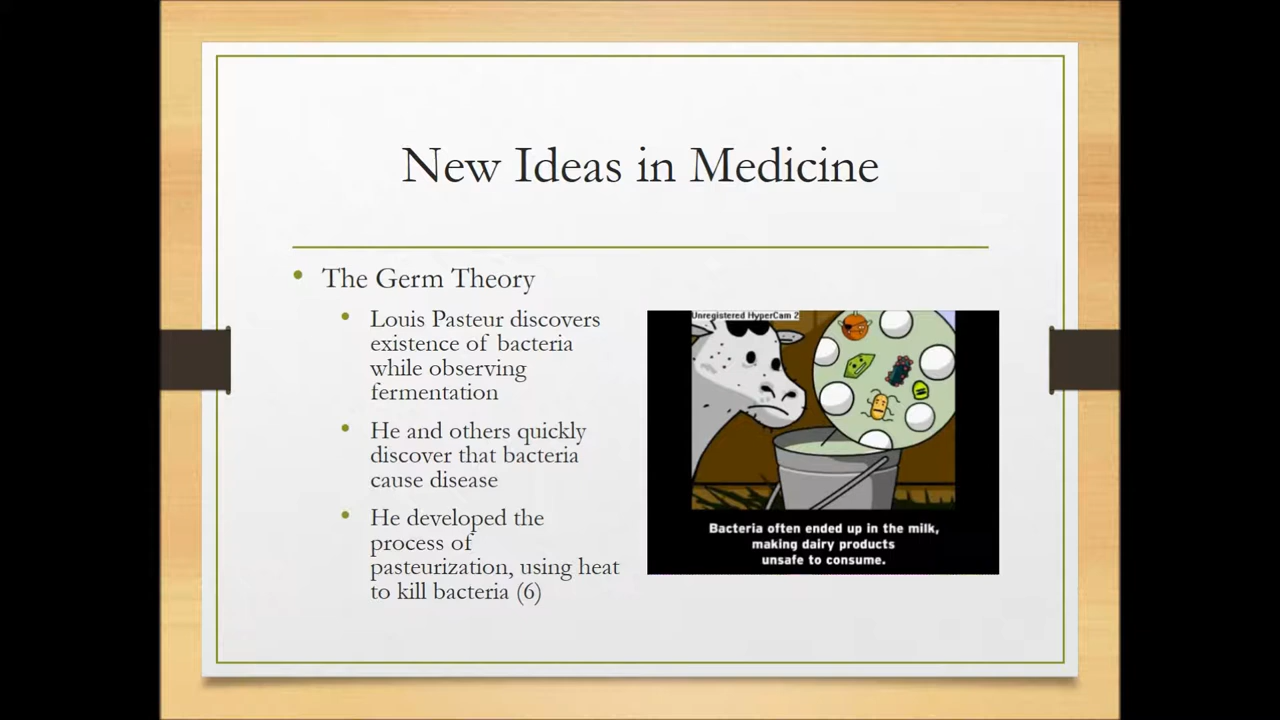 New Ideas in Medicine
The Germ Theory
Louis Pasteur discovers
existence of bacteria
while observing
fermentation
He and others quickly
discover that bacteria
cause disease
He developed the
process of
pasteurization, using heat
to kill bacteria (6)
Unregistered HyperCam 2
Bacteria often ended up in the milk,
making dairy products
unsafe to consume.